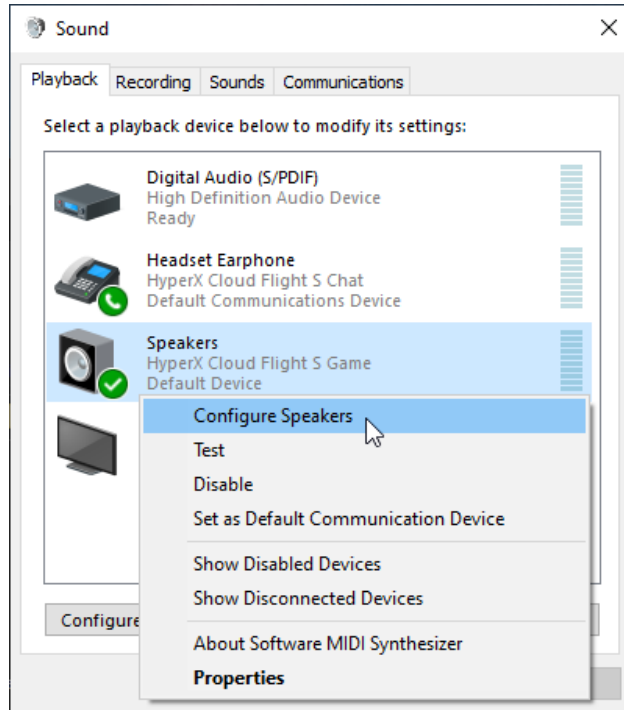 Sound
Playback Recording Sounds Communications
Select a playback device below to modify its settings:
Digital Audio (S/PDIF)
High Definition Audio Device
Ready
Headset Earphone
HyperX Cloud Flight S Chat
Default Communications Device
Speakers
HyperX Cloud Flight S Game
Default Device
Configure Speakers
Test
Disable
Set as Default Communication Device
Show Disabled Devices
Show Disconnected Devices
Configure
About Software MIDI Synthesizer
Properties